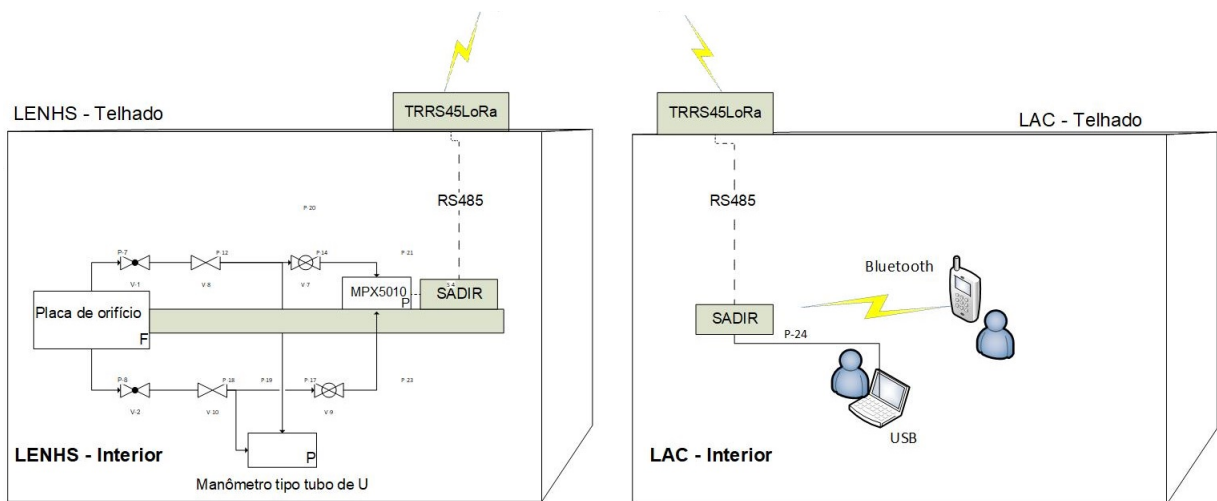 LENHS - Telhado
TRRS45LoRa
RS485
P-20
P-7
P-12
P-14
P-21
V-1
V-8
V-7
MPX5010
P
SADIR
Placa de orifício
F
P-8
P-18
P-19
P-17
P-23
V-2
V-10
V-9
LENHS - Interior
P
Manômetro tipo tubo de U
TRRS45LoRa
LAC - Telhado
RS485
Bluetooth
SADIR
P-24
LAC - Interior
USB